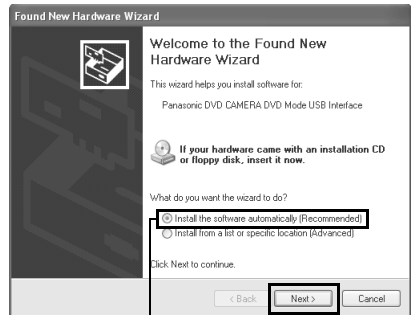 Found New Hardware Wizard
Welcome to the Found New
Hardware Wizard
This wizard helps you install software for:
Panasonic DVD CAMERA DVD Mode USB Interface
If your hardware came with an installation CD
or floppy disk, insert it now.
What do you want the wizard to do?
Install the software automatically (Recommended)
Install from a list or specific location (Advanced)
Click Next to continue.
< Back
Next >
Cancel